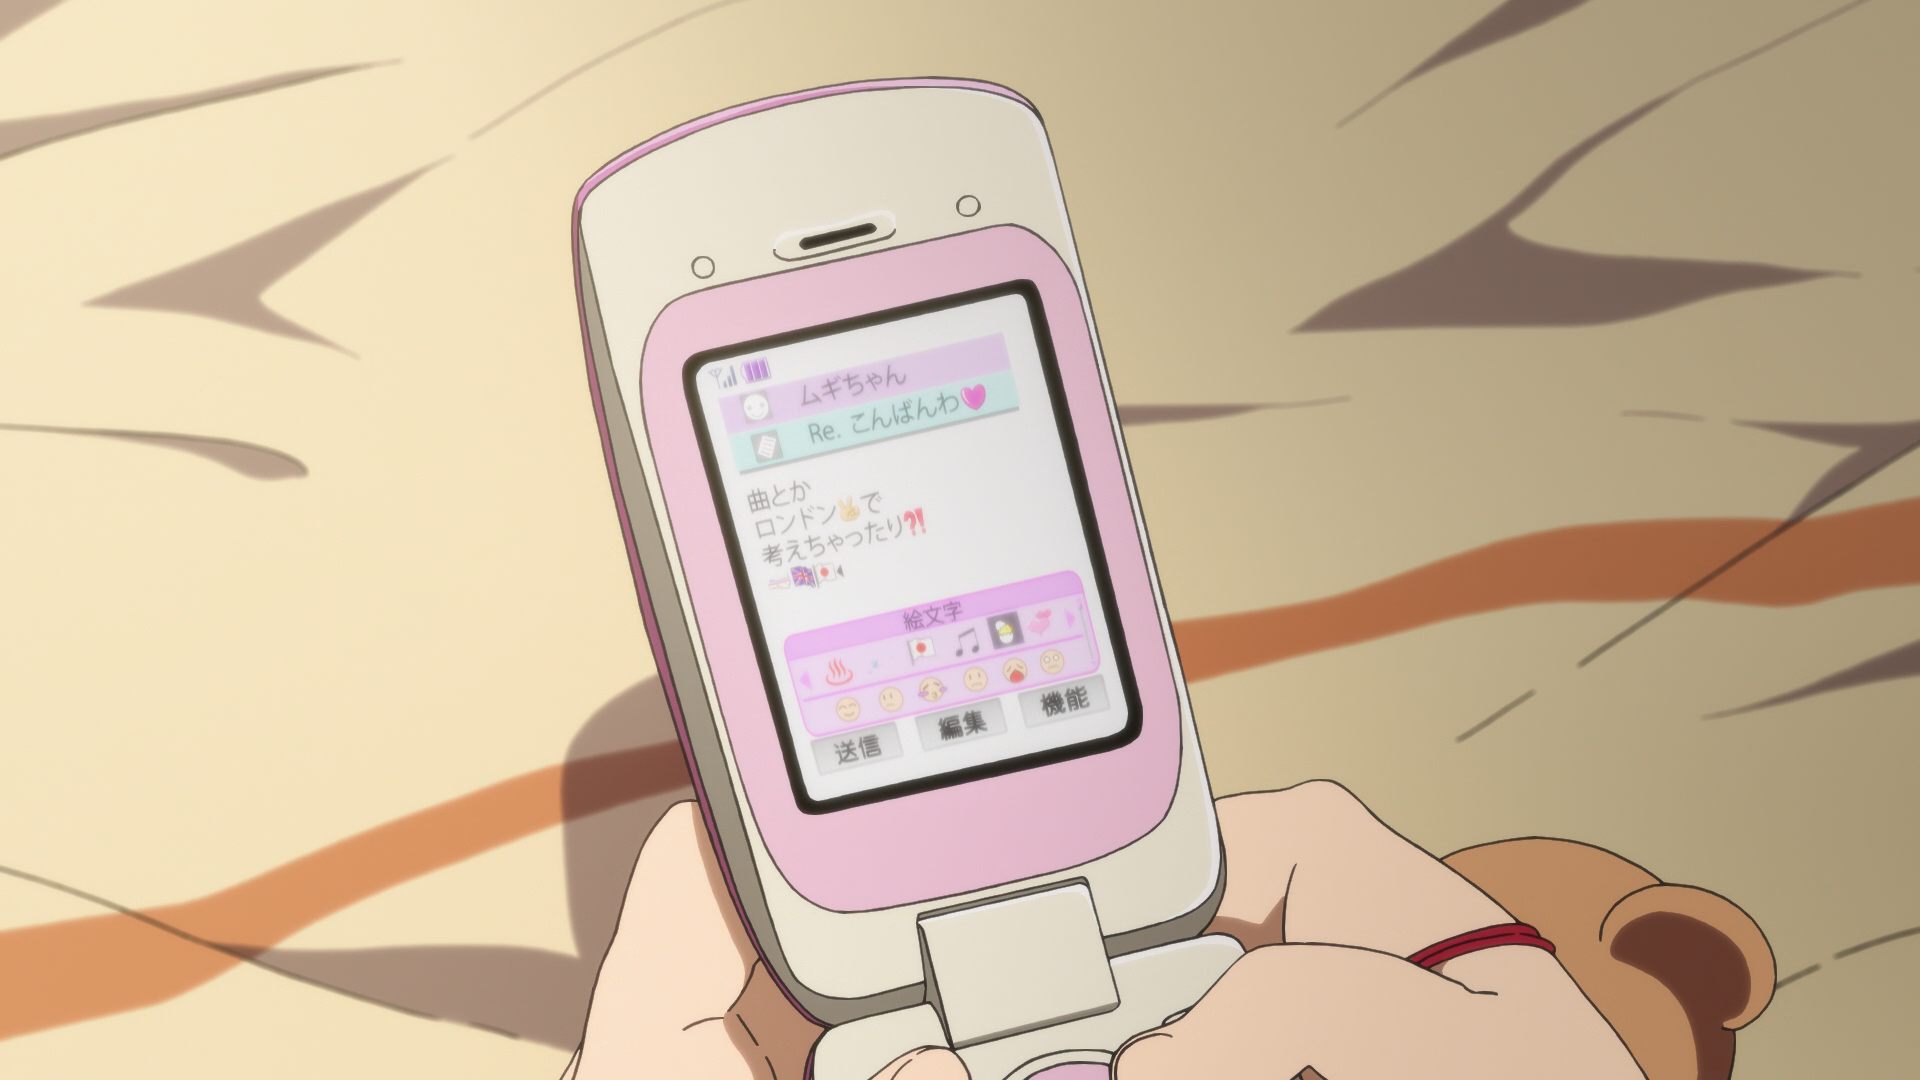 ムギちゃん
Re. こんばんわ💗
曲とか
ロンドン✌で
考えちゃったり⁈
絵文字
送信 編集 機能